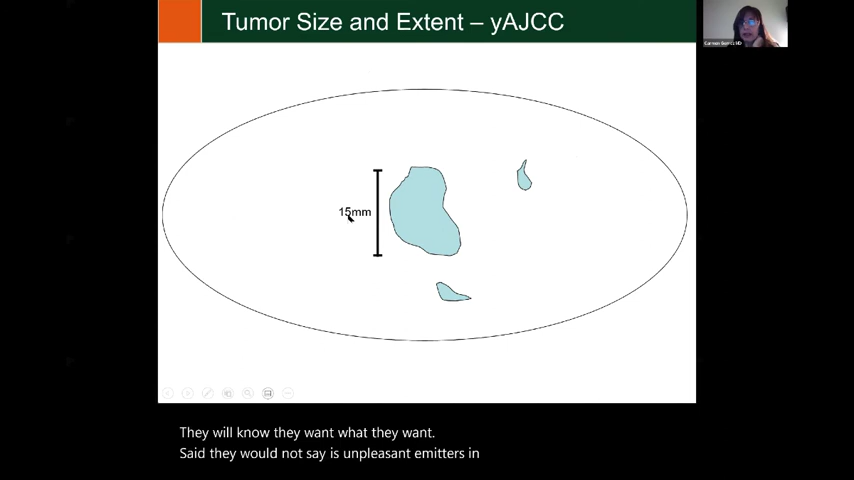 Tumor Size and Extent – yAJCC
15mm
They will know they want what they want.
Said they would not say is unpleasant emitters in